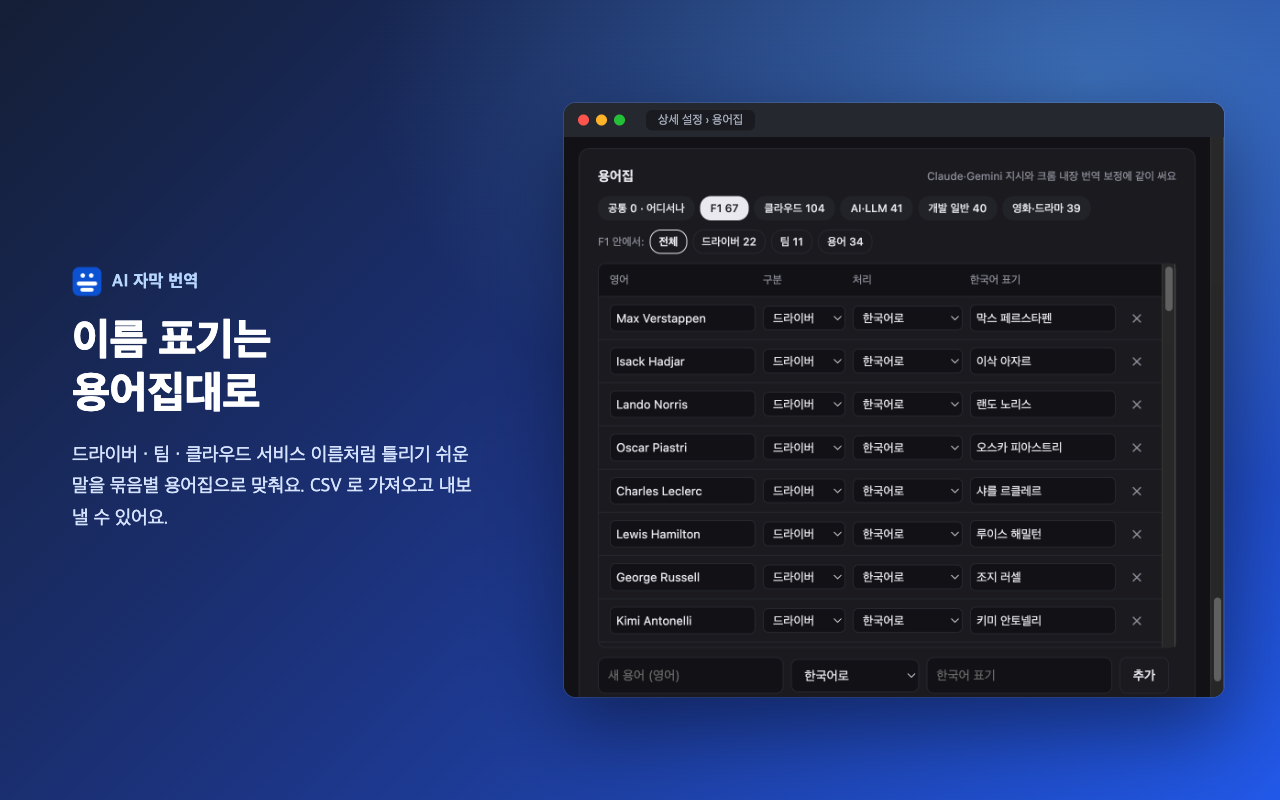 AI 자막 번역
이름 표기는
용어집대로
드라이버 · 팀 · 클라우드 서비스 이름처럼 틀리기 쉬운
말을 묶음별 용어집으로 맞춰요. CSV 로 가져오고 내보
낼 수 있어요.
상세 설정 › 용어집
용어집
Claude·Gemini 지시와 크롬 내장 번역 보정에 같이 써요
공통 0 · 어디서나 F1 67 클라우드 104 AI·LLM 41 개발 일반 40 영화·드라마 39
F1 안에서: 전체 드라이버 22 팀 11 용어 34
영어 구분 처리 한국어 표기
Max Verstappen 드라이버 한국어로 막스 페르스타펜
Isack Hadjar 드라이버 한국어로 이삭 아자르
Lando Norris 드라이버 한국어로 랜도 노리스
Oscar Piastri 드라이버 한국어로 오스카 피아스트리
Charles Leclerc 드라이버 한국어로 샤를 르클레르
Lewis Hamilton 드라이버 한국어로 루이스 해밀턴
George Russell 드라이버 한국어로 조지 러셀
Kimi Antonelli 드라이버 한국어로 키미 안토넬리
새 용어 (영어) 한국어로 한국어 표기 추가